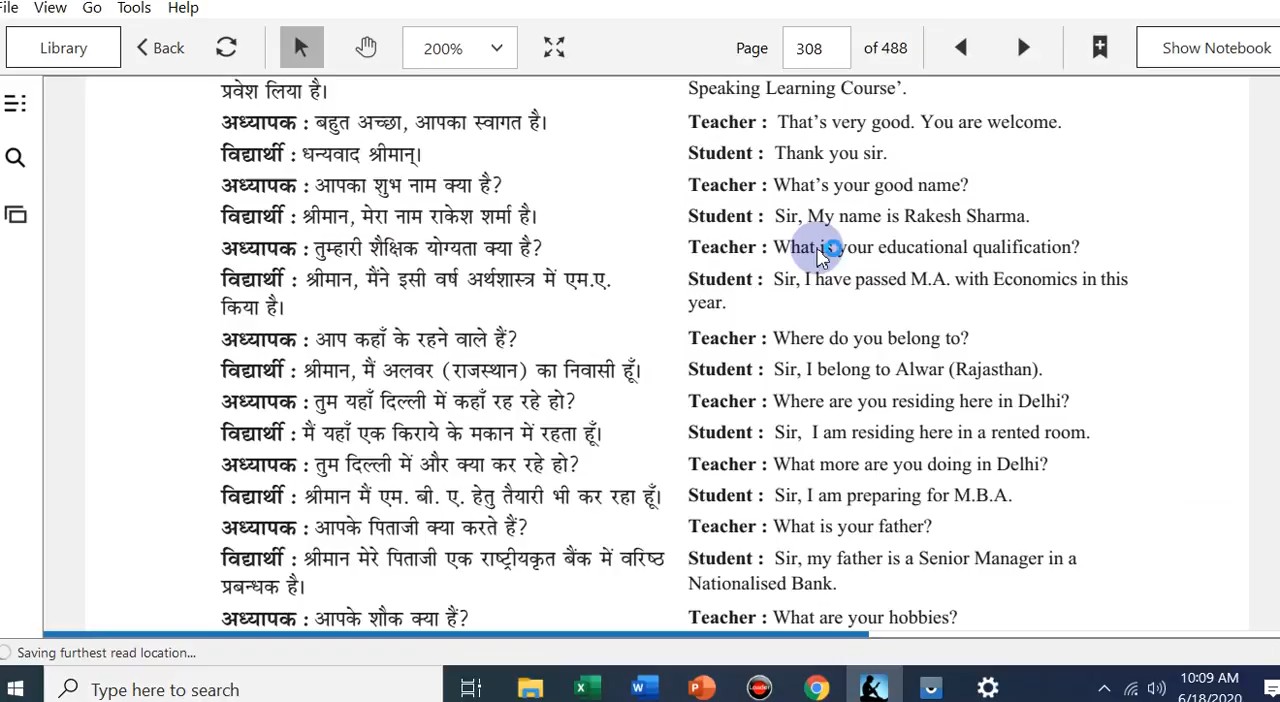 File View Go Tools Help
Library Back 200% Page 308 of 488 Show Notebook
प्रवेश लिया है।
अध्यापक : बहुत अच्छा, आपका स्वागत है।
विद्यार्थी : धन्यवाद श्रीमान्।
अध्यापक : आपका शुभ नाम क्या है?
विद्यार्थी : श्रीमान, मेरा नाम राकेश शर्मा है।
अध्यापक : तुम्हारी शैक्षिक योग्यता क्या है?
विद्यार्थी : श्रीमान, मैंने इसी वर्ष अर्थशास्त्र में एम.ए.
किया है।
अध्यापक : आप कहाँ के रहने वाले हैं?
विद्यार्थी : श्रीमान, मैं अलवर (राजस्थान) का निवासी हूँ।
अध्यापक : तुम यहाँ दिल्ली में कहाँ रह रहे हो?
विद्यार्थी : मैं यहाँ एक किराये के मकान में रहता हूँ।
अध्यापक : तुम दिल्ली में और क्या कर रहे हो?
विद्यार्थी : श्रीमान मैं एम. बी. ए. हेतु तैयारी भी कर रहा हूँ।
अध्यापक : आपके पिताजी क्या करते हैं?
विद्यार्थी : श्रीमान मेरे पिताजी एक राष्ट्रीयकृत बैंक में वरिष्ठ
प्रबन्धक है।
अध्यापक : आपके शौक क्या हैं?
Speaking Learning Course’.
Teacher : That’s very good. You are welcome.
Student : Thank you sir.
Teacher : What’s your good name?
Student : Sir, My name is Rakesh Sharma.
Teacher : What is your educational qualification?
Student : Sir, I have passed M.A. with Economics in this
year.
Teacher : Where do you belong to?
Student : Sir, I belong to Alwar (Rajasthan).
Teacher : Where are you residing here in Delhi?
Student : Sir, I am residing here in a rented room.
Teacher : What more are you doing in Delhi?
Student : Sir, I am preparing for M.B.A.
Teacher : What is your father?
Student : Sir, my father is a Senior Manager in a
Nationalised Bank.
Teacher : What are your hobbies?
Saving furthest read location...
Type here to search
10:09 AM
6/18/2020